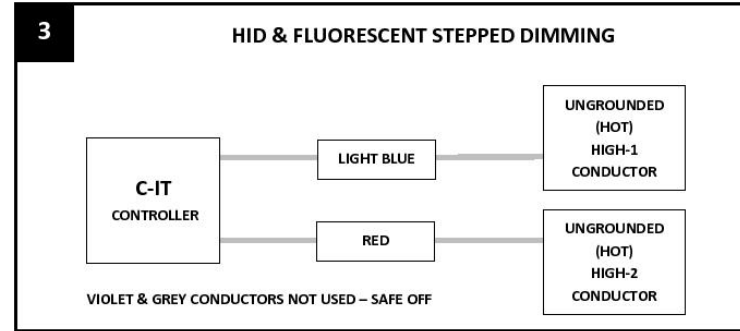 3
HID & FLUORESCENT STEPPED DIMMING
C-IT
CONTROLLER
LIGHT BLUE
UNGROUNDED
(HOT)
HIGH-1
CONDUCTOR
RED
UNGROUNDED
(HOT)
HIGH-2
CONDUCTOR
VIOLET & GREY CONDUCTORS NOT USED – SAFE OFF